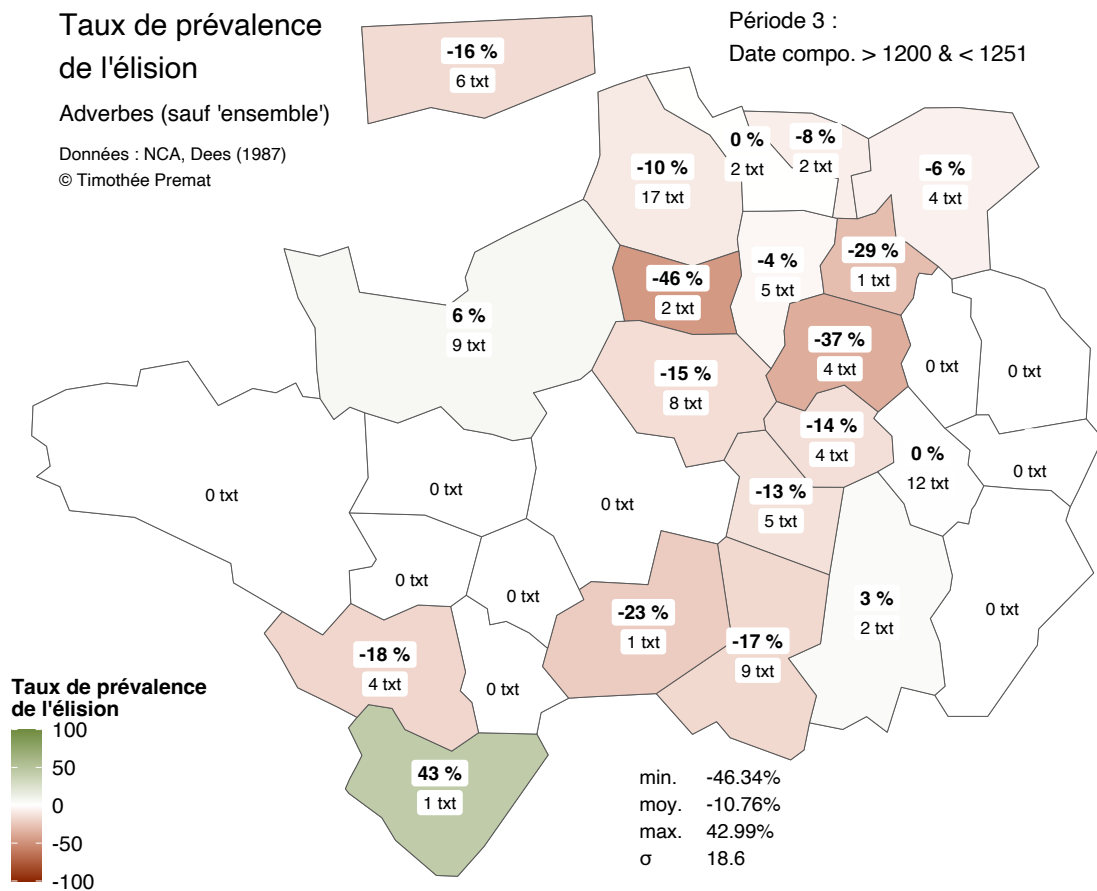 Taux de prévalence
de l'élision
Adverbes (sauf 'ensemble')
Données : NCA, Dees (1987)
© Timothée Premat
Période 3 :
Date compo. > 1200 & < 1251
-16 %
6 txt
-10 %
17 txt
0 %
2 txt
-8 %
2 txt
-6 %
4 txt
-46 %
2 txt
-4 %
5 txt
-29 %
1 txt
6 %
9 txt
-37 %
4 txt
0 txt
0 txt
-15 %
8 txt
-14 %
4 txt
0 %
12 txt
0 txt
0 txt
0 txt
0 txt
-13 %
5 txt
0 txt
0 txt
-23 %
1 txt
3 %
2 txt
0 txt
-18 %
4 txt
-17 %
9 txt
0 txt
43 %
1 txt
Taux de prévalence
de l'élision
100
50
0
-50
-100
min. -46.34%
moy. -10.76%
max. 42.99%
σ 18.6